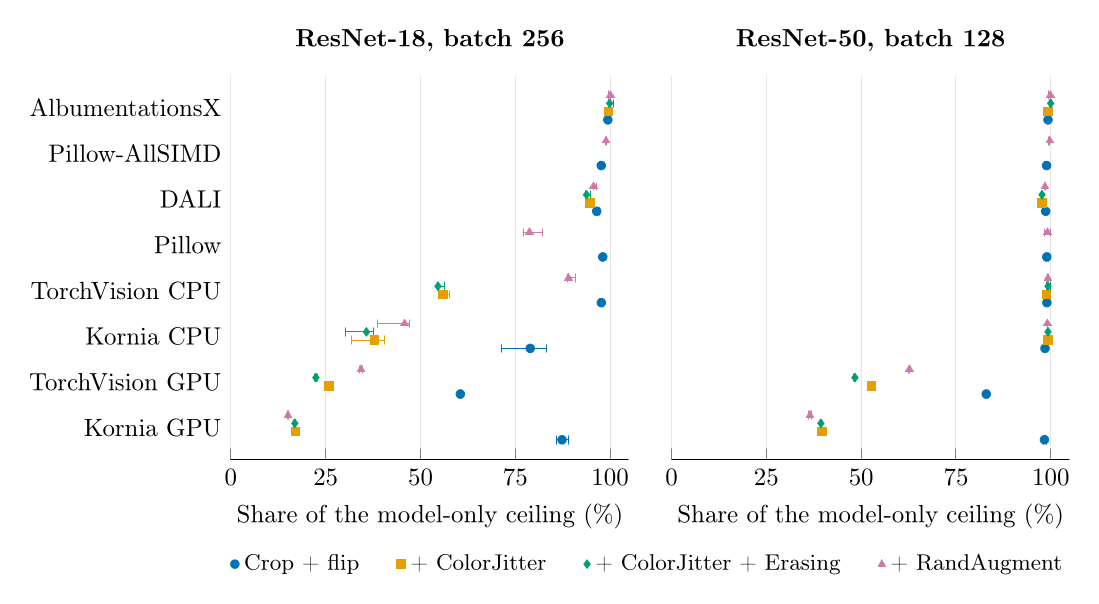 ResNet-18, batch 256
ResNet-50, batch 128
AlbumentationsX
Pillow-AllSIMD
DALI
Pillow
TorchVision CPU
Kornia CPU
TorchVision GPU
Kornia GPU
0 25 50 75 100
0 25 50 75 100
Share of the model-only ceiling (%)
Share of the model-only ceiling (%)
Crop + flip
+ ColorJitter
+ ColorJitter + Erasing
+ RandAugment